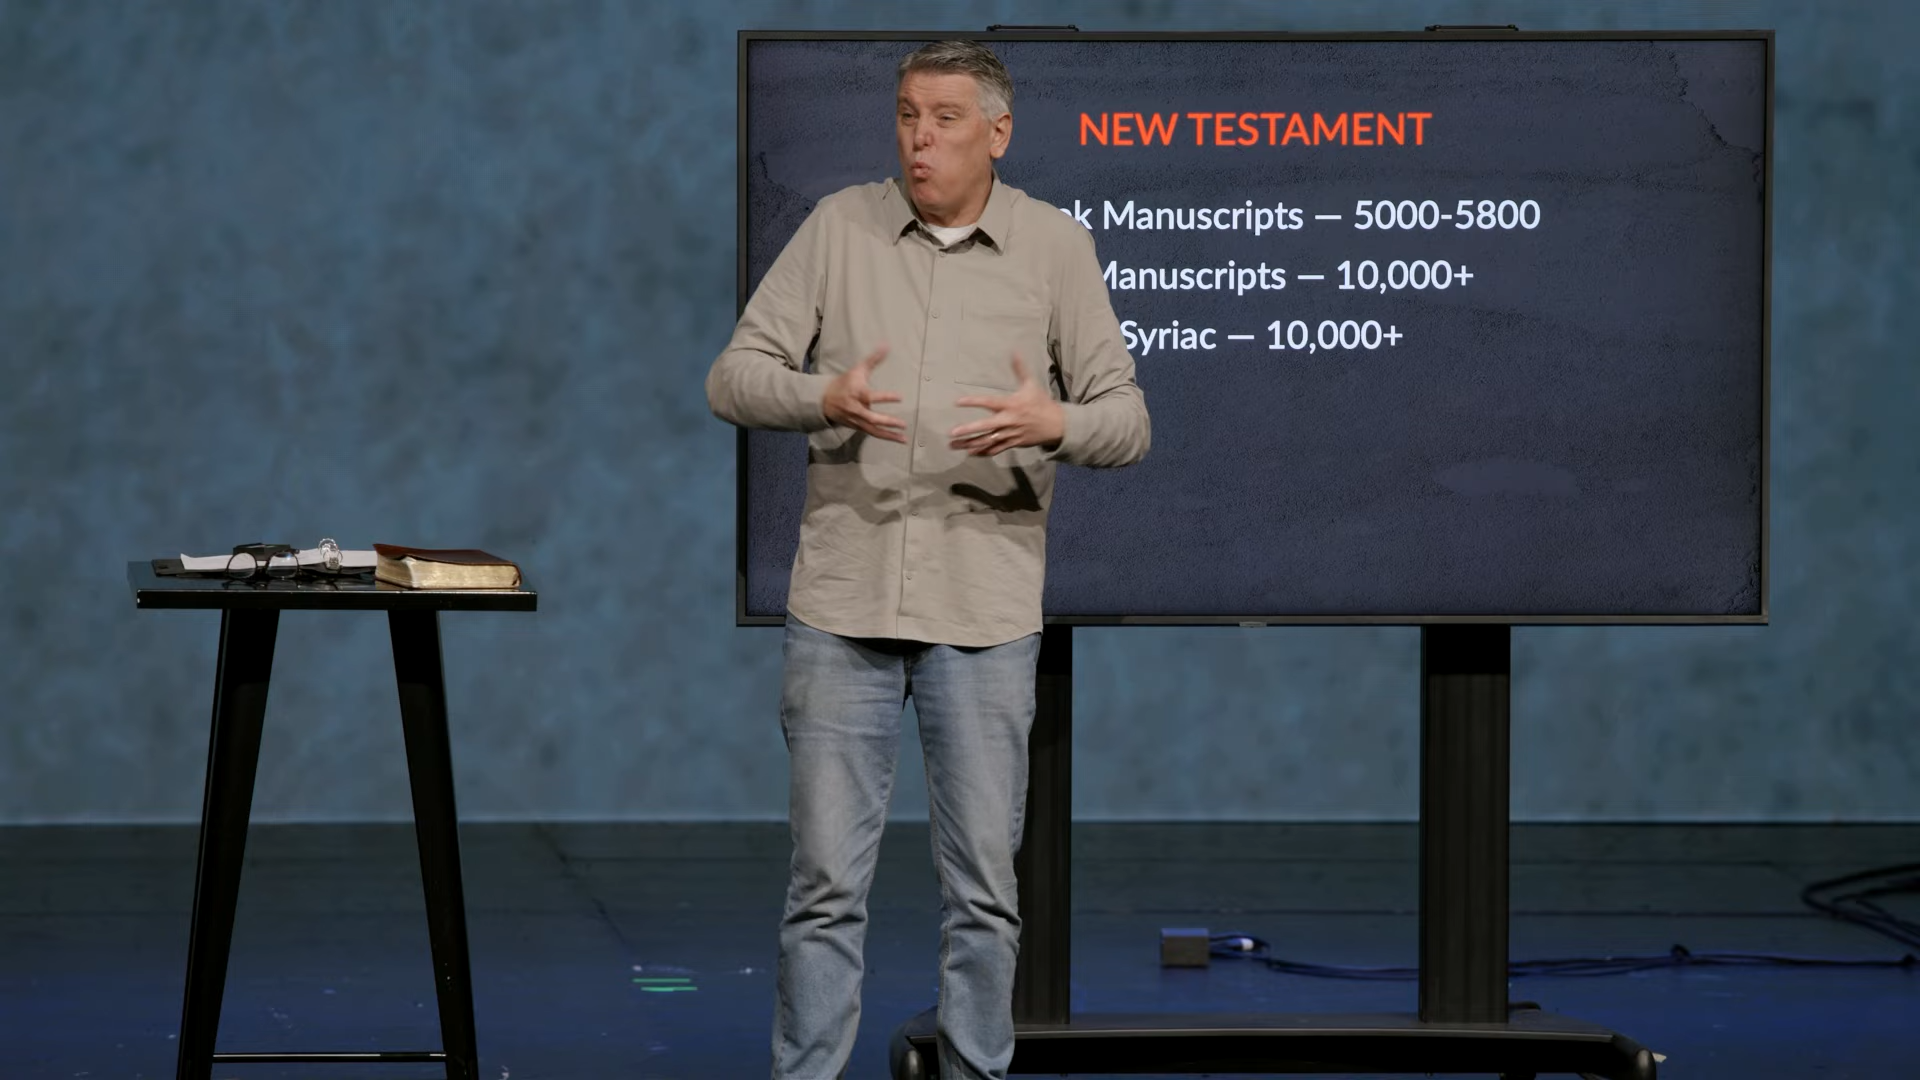 NEW TESTAMENT
Manuscripts — 5000-5800
Manuscripts — 10,000+
Syriac — 10,000+